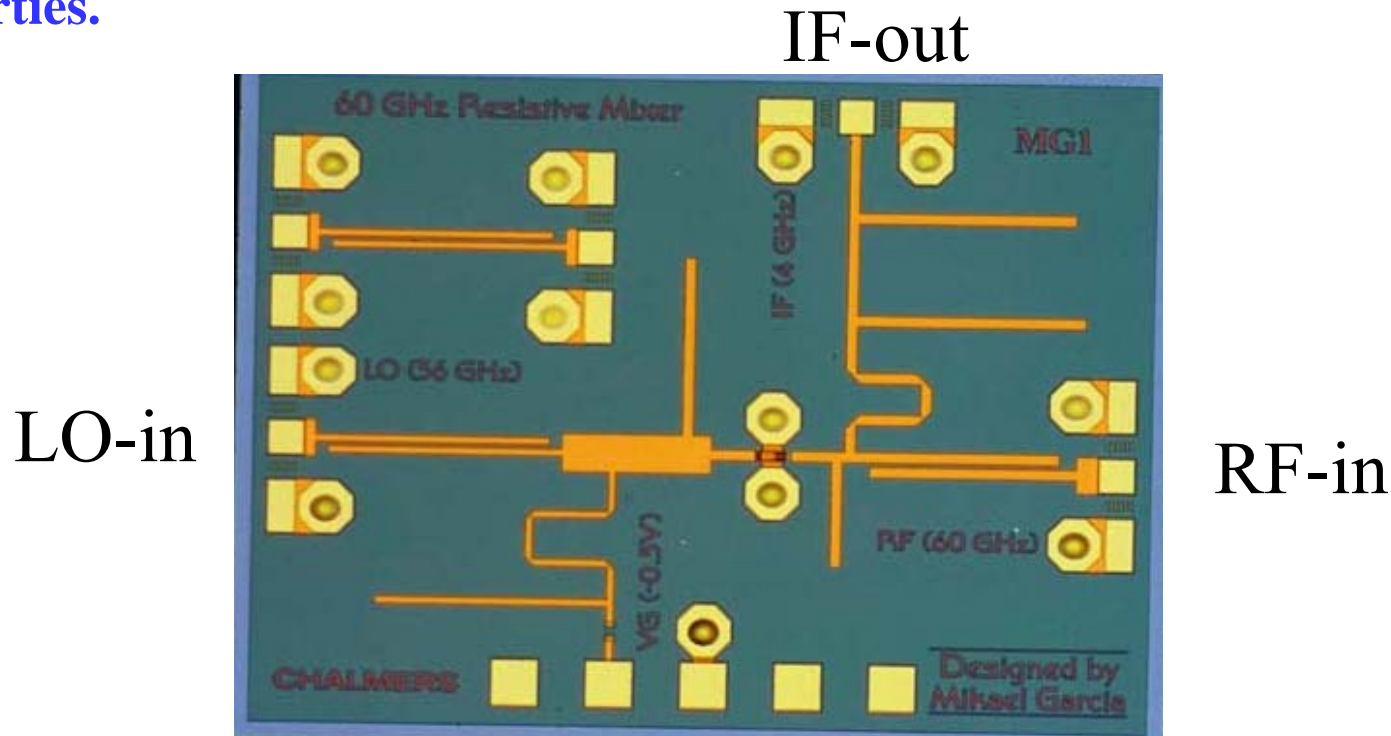 rties.
IF-out
60 GHz Resistive Mixer
MG1
IF (4 GHz)
LO (56 GHz)
LO-in
RF-in
RF (60 GHz)
VG (-0.5V)
CHALMERS
Designed by
Mikael Garcia